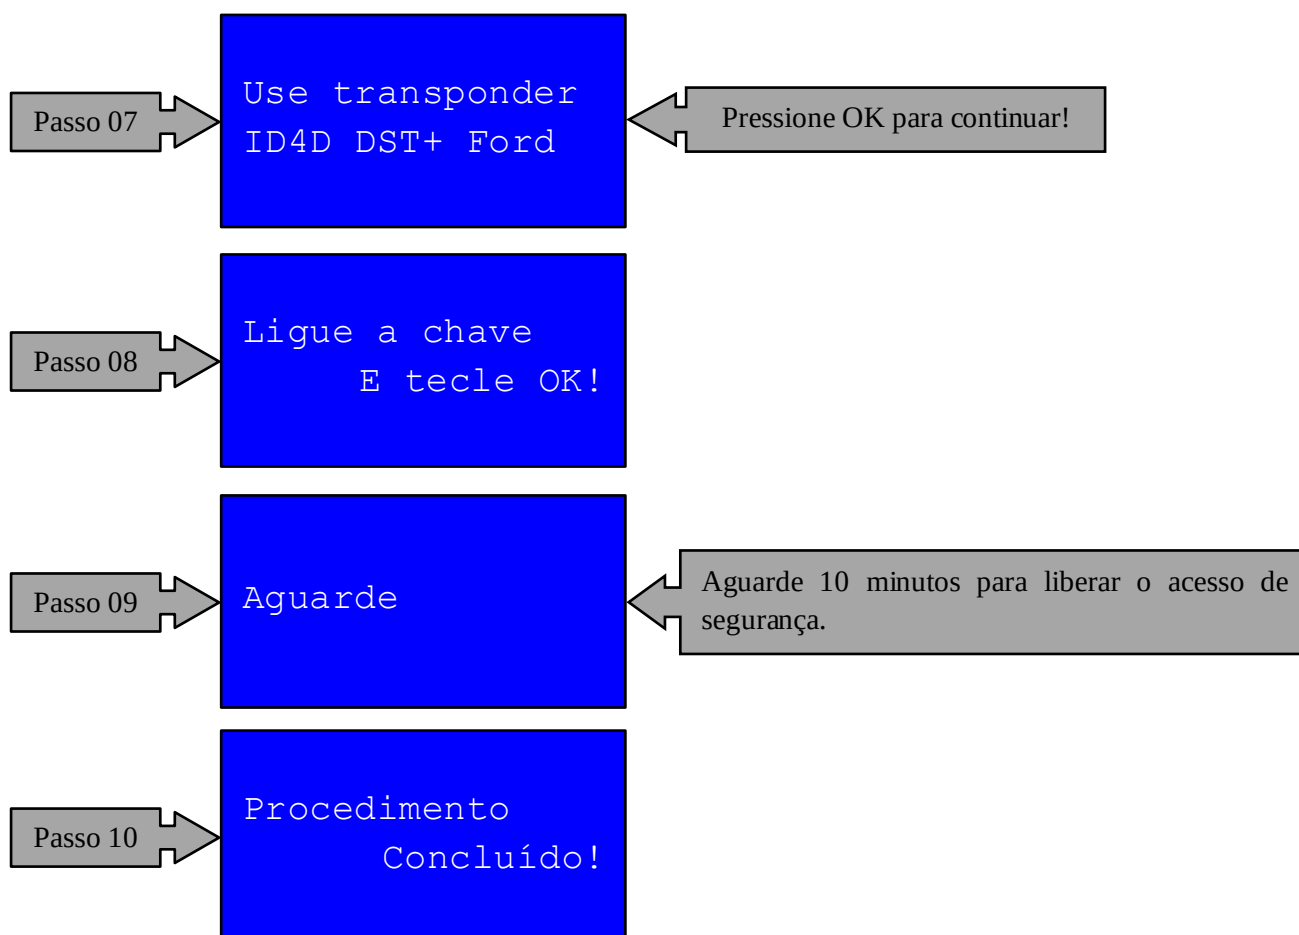 Passo 07
Use transponder
ID4D DST+ Ford
Pressione OK para continuar!
Passo 08
Ligue a chave
E tecle OK!
Passo 09
Aguarde
Aguarde 10 minutos para liberar o acesso de
segurança.
Passo 10
Procedimento
Concluído!